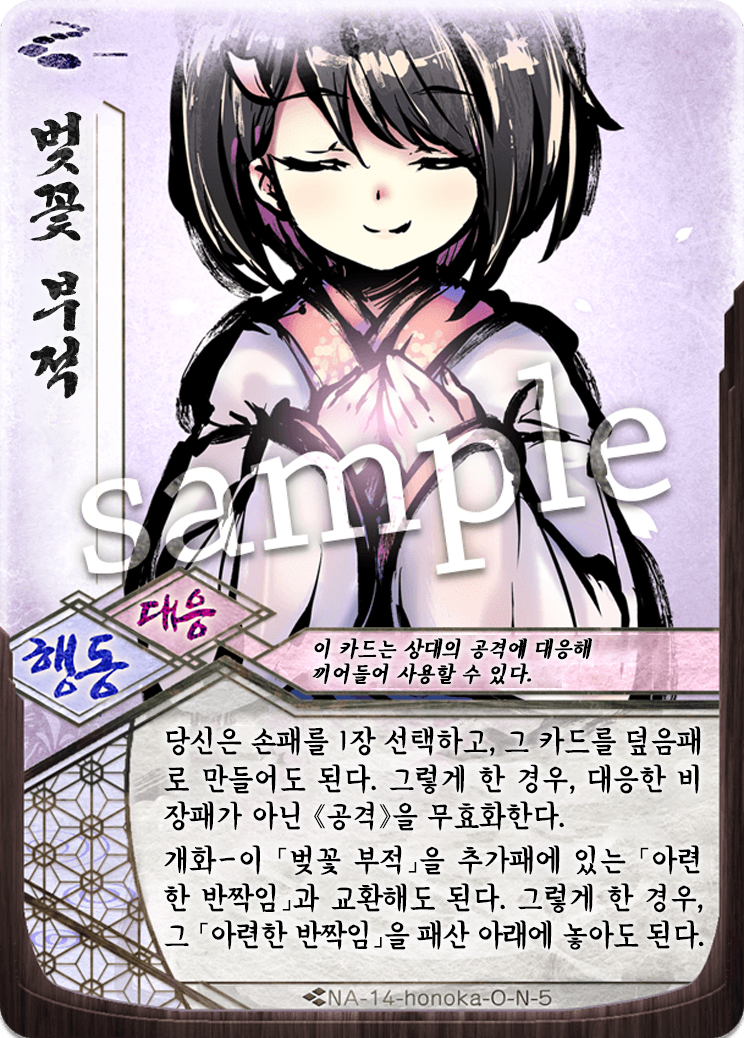 벚꽃 부적
sample
대응
행동
이 카드는 상대의 공격에 대응해
끼어들어 사용할 수 있다.
당신은 손패를 1장 선택하고, 그 카드를 덮음패
로 만들어도 된다. 그렇게 한 경우, 대응한 비
장패가 아닌 《공격》을 무효화한다.
개화-이 「벚꽃 부적」을 추가패에 있는 「아련
한 반짝임」과 교환해도 된다. 그렇게 한 경우,
그 「아련한 반짝임」을 패산 아래에 놓아도 된다.
NA-14-honoka-O-N-5